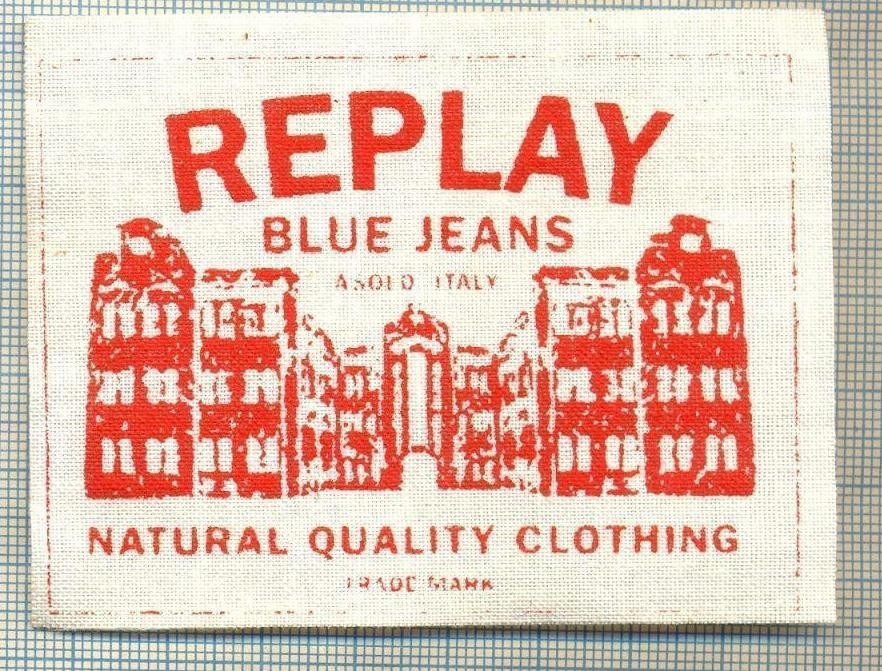 REPLAY
BLUE JEANS
ASOLO ITALY
NATURAL QUALITY CLOTHING
TRADE MARK